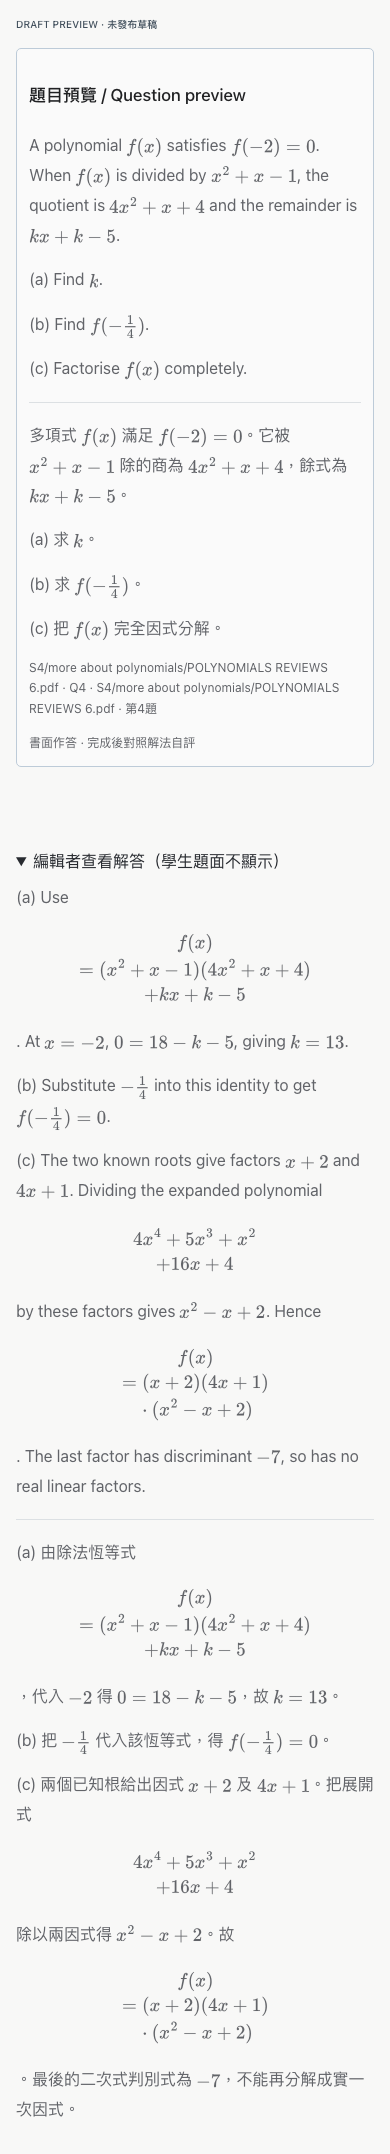 DRAFT PREVIEW · 未發布草稿
題目預覽 / Question preview
A polynomial f(x) satisfies f(−2) = 0.
When f(x) is divided by x² + x − 1, the
quotient is 4x² + x + 4 and the remainder is
kx + k − 5.
(a) Find k.
(b) Find f(−1/4).
(c) Factorise f(x) completely.
多項式 f(x) 滿足 f(−2) = 0。它被
x² + x − 1 除的商為 4x² + x + 4，餘式為
kx + k − 5。
(a) 求 k。
(b) 求 f(−1/4)。
(c) 把 f(x) 完全因式分解。
S4/more about polynomials/POLYNOMIALS REVIEWS
6.pdf · Q4 · S4/more about polynomials/POLYNOMIALS
REVIEWS 6.pdf · 第4題
書面作答 · 完成後對照解法自評
▼ 編輯者查看解答（學生題面不顯示）
(a) Use
f(x)
= (x² + x − 1)(4x² + x + 4)
+kx + k − 5
. At x = −2, 0 = 18 − k − 5, giving k = 13.
(b) Substitute −1/4 into this identity to get
f(−1/4) = 0.
(c) The two known roots give factors x + 2 and
4x + 1. Dividing the expanded polynomial
4x⁴ + 5x³ + x²
+16x + 4
by these factors gives x² − x + 2. Hence
f(x)
= (x + 2)(4x + 1)
· (x² − x + 2)
. The last factor has discriminant −7, so has no
real linear factors.
(a) 由除法恆等式
f(x)
= (x² + x − 1)(4x² + x + 4)
+kx + k − 5
，代入 −2 得 0 = 18 − k − 5，故 k = 13。
(b) 把 −1/4 代入該恆等式，得 f(−1/4) = 0。
(c) 兩個已知根給出因式 x + 2 及 4x + 1。把展開
式
4x⁴ + 5x³ + x²
+16x + 4
除以兩因式得 x² − x + 2。故
f(x)
= (x + 2)(4x + 1)
· (x² − x + 2)
。最後的二次式判別式為 −7，不能再分解成實一
次因式。